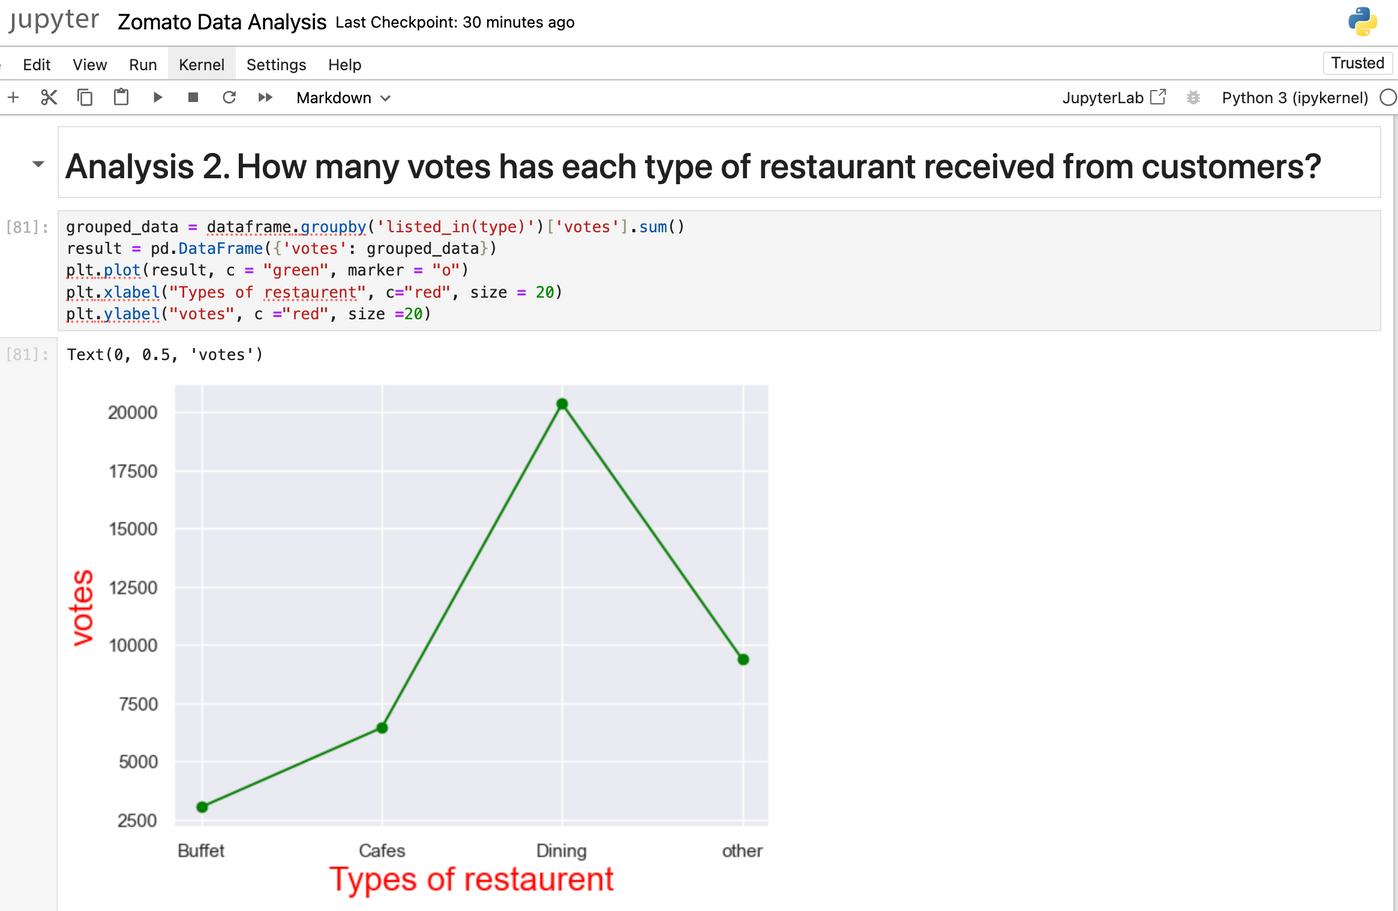 jupyter Zomato Data Analysis Last Checkpoint: 30 minutes ago
Edit View Run Kernel Settings Help Trusted
Markdown JupyterLab Python 3 (ipykernel)
Analysis 2. How many votes has each type of restaurant received from customers?
[81]: grouped_data = dataframe.groupby('listed_in(type)')['votes'].sum()
result = pd.DataFrame({'votes': grouped_data})
plt.plot(result, c = "green", marker = "o")
plt.xlabel("Types of restaurent", c="red", size = 20)
plt.ylabel("votes", c ="red", size =20)
[81]: Text(0, 0.5, 'votes')
20000
17500
15000
12500
votes
10000
7500
5000
2500
Buffet Cafes Dining other
Types of restaurent